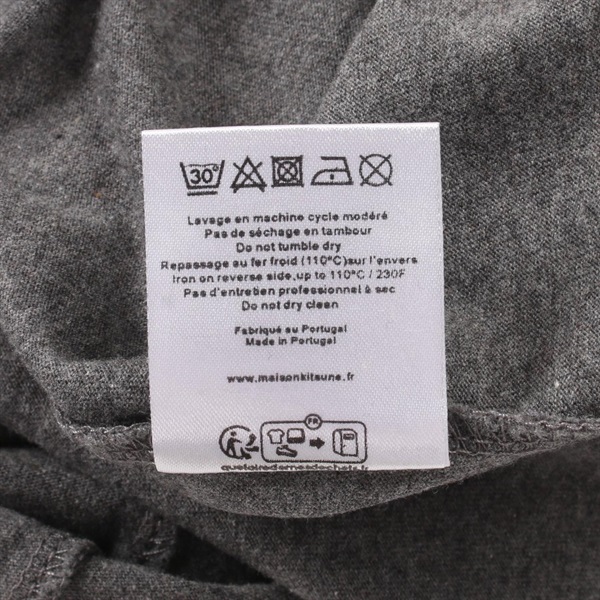 30°
Lavage en machine cycle modéré
Pas de séchage en tambour
Do not tumble dry
Repassage au fer froid (110°C)sur l'envers
Iron on reverse side,up to 110°C / 230F
Pas d'entretien professionnel à sec
Do not dry clean
Fabriqué au Portugal
Made in Portugal
www.maisonkitsune.fr
FR
quefairedemesdechets.fr